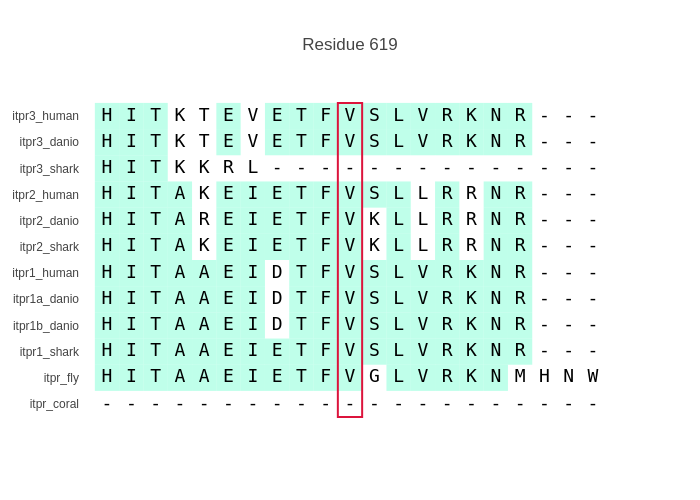 Residue 619
itpr3_human H I T K T E V E T F V S L V R K N R - - -
itpr3_danio H I T K T E V E T F V S L V R K N R - - -
itpr3_shark H I T K K R L - - - - - - - - - - - - - -
itpr2_human H I T A K E I E T F V S L L R R N R - - -
itpr2_danio H I T A R E I E T F V K L L R R N R - - -
itpr2_shark H I T A K E I E T F V K L L R R N R - - -
itpr1_human H I T A A E I D T F V S L V R K N R - - -
itpr1a_danio H I T A A E I D T F V S L V R K N R - - -
itpr1b_danio H I T A A E I D T F V S L V R K N R - - -
itpr1_shark H I T A A E I E T F V S L V R K N R - - -
itpr_fly H I T A A E I E T F V G L V R K N M H N W
itpr_coral - - - - - - - - - - - - - - - - - - - - -